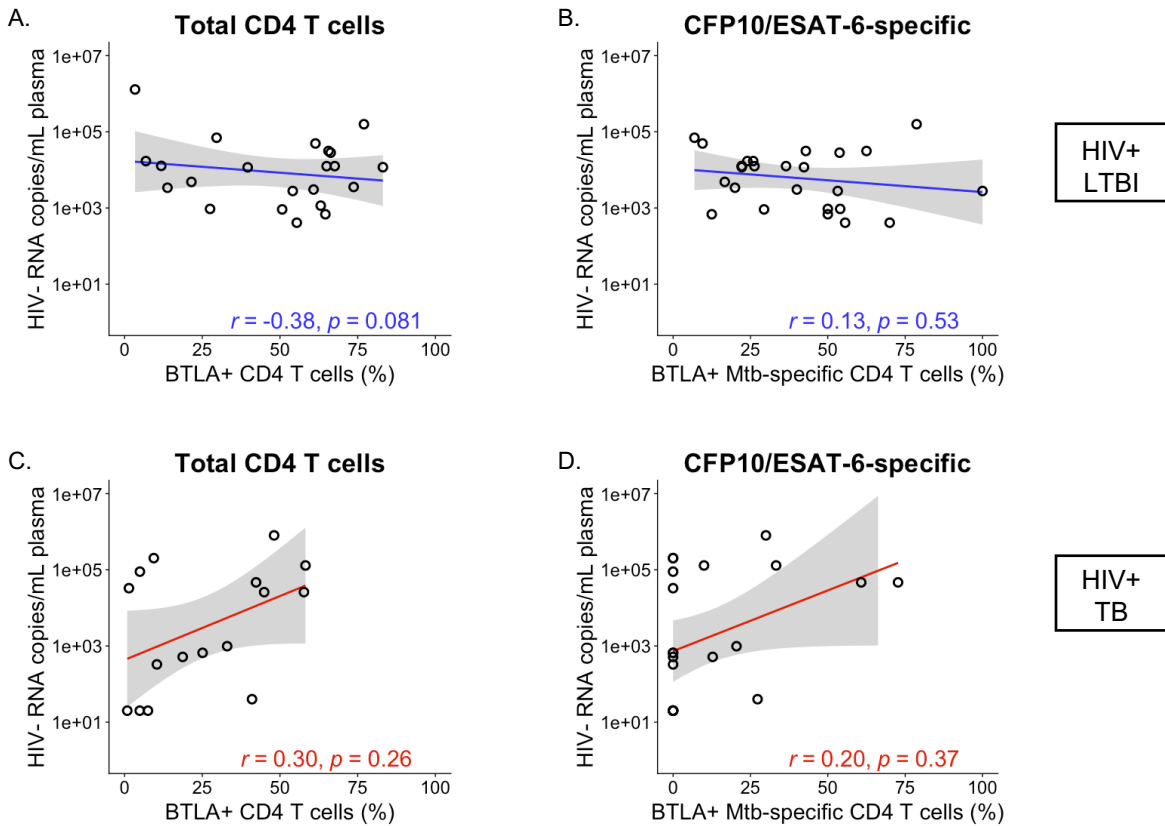 A.
Total CD4 T cells
HIV- RNA copies/mL plasma
1e+07
1e+05
1e+03
1e+01
r = -0.38, p = 0.081
0 25 50 75 100
BTLA+ CD4 T cells (%)
B.
CFP10/ESAT-6-specific
HIV- RNA copies/mL plasma
1e+07
1e+05
1e+03
1e+01
r = 0.13, p = 0.53
0 25 50 75 100
BTLA+ Mtb-specific CD4 T cells (%)
HIV+
LTBI
C.
Total CD4 T cells
HIV- RNA copies/mL plasma
1e+07
1e+05
1e+03
1e+01
r = 0.30, p = 0.26
0 25 50 75 100
BTLA+ CD4 T cells (%)
D.
CFP10/ESAT-6-specific
HIV- RNA copies/mL plasma
1e+07
1e+05
1e+03
1e+01
r = 0.20, p = 0.37
0 25 50 75 100
BTLA+ Mtb-specific CD4 T cells (%)
HIV+
TB